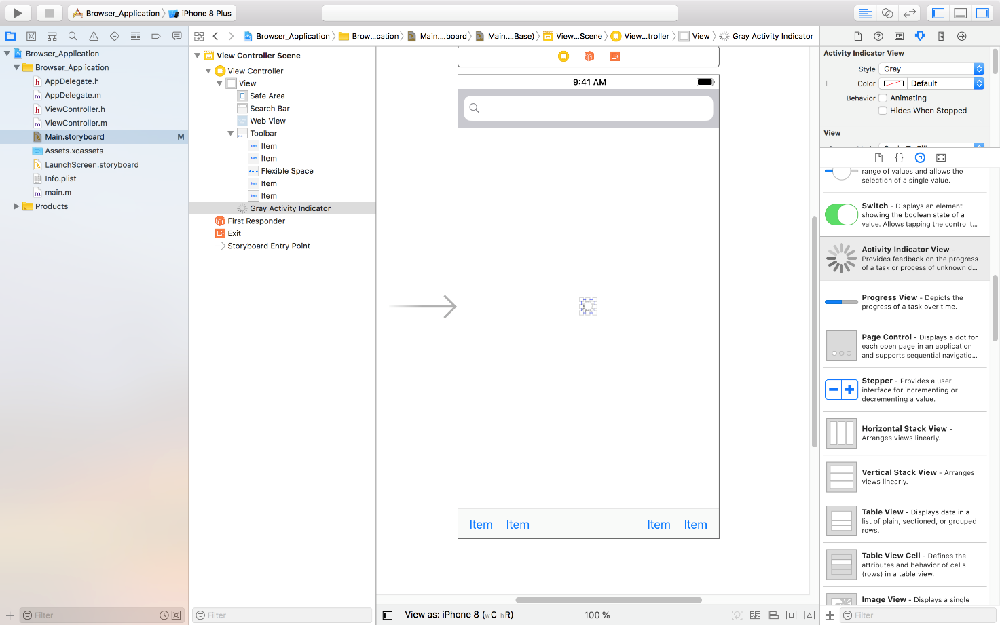 Browser_Application
iPhone 8 Plus
Browser_Application
Brow...cation
Main....board
Main....Base)
View...Scene
View...troller
View
Gray Activity Indicator
Browser_Application
Browser_Application
AppDelegate.h
AppDelegate.m
ViewController.h
ViewController.m
Main.storyboard M
Assets.xcassets
LaunchScreen.storyboard
Info.plist
main.m
Products
Filter
View Controller Scene
View Controller
View
Safe Area
Search Bar
Web View
Toolbar
Item
Item
Flexible Space
Item
Item
Gray Activity Indicator
First Responder
Exit
Storyboard Entry Point
Filter
9:41 AM
Item Item Item Item
View as: iPhone 8 (wC hR)
100 %
Activity Indicator View
Style Gray
Color Default
Behavior Animating
Hides When Stopped
View
range of values and allows the
selection of a single value.
Switch - Displays an element
showing the boolean state of a
value. Allows tapping the control t...
Activity Indicator View -
Provides feedback on the progress
of a task or process of unknown d...
Progress View - Depicts the
progress of a task over time.
Page Control - Displays a dot for
each open page in an application
and supports sequential navigatio...
Stepper - Provides a user
interface for incrementing or
decrementing a value.
Horizontal Stack View -
Arranges views linearly.
Vertical Stack View - Arranges
views linearly.
Table View - Displays data in a
list of plain, sectioned, or grouped
rows.
Table View Cell - Defines the
attributes and behavior of cells
(rows) in a table view.
Image View - Displays a single
Filter